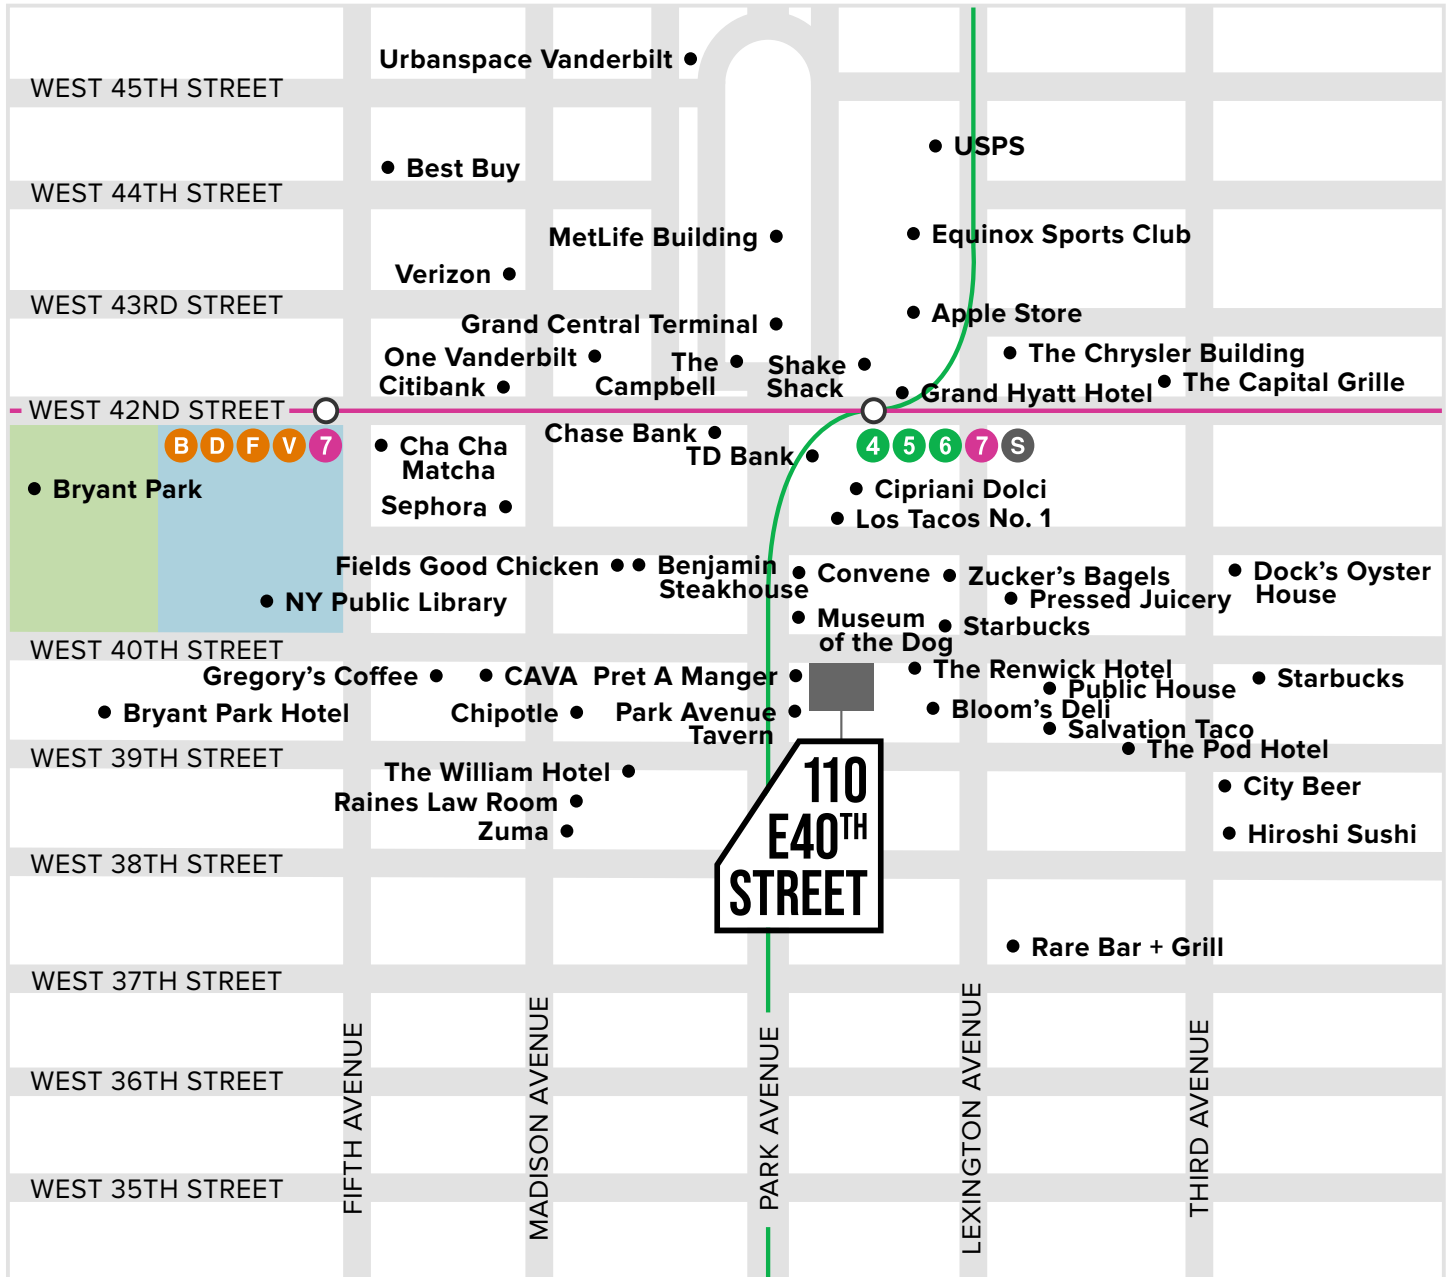 Urbanspace Vanderbilt
WEST 45TH STREET
USPS
Best Buy
WEST 44TH STREET
Equinox Sports Club
MetLife Building
Verizon
WEST 43RD STREET
Apple Store
Grand Central Terminal
One Vanderbilt
The
Campbell
Shake
Shack
The Chrysler Building
Citibank
Grand Hyatt Hotel
The Capital Grille
WEST 42ND STREET
B D F V 7
Cha Cha
Matcha
Chase Bank
TD Bank
4 5 6 7 S
Bryant Park
Sephora
Cipriani Dolci
Los Tacos No. 1
Fields Good Chicken
Benjamin
Steakhouse
Convene
Zucker's Bagels
Dock's Oyster
House
NY Public Library
Pressed Juicery
Museum
of the Dog
Starbucks
WEST 40TH STREET
Gregory's Coffee
CAVA
Pret A Manger
The Renwick Hotel
Public House
Starbucks
Bryant Park Hotel
Chipotle
Park Avenue
Tavern
Bloom's Deli
Salvation Taco
The Pod Hotel
WEST 39TH STREET
The William Hotel
110
E40TH
STREET
City Beer
Raines Law Room
Zuma
Hiroshi Sushi
WEST 38TH STREET
Rare Bar + Grill
WEST 37TH STREET
FIFTH AVENUE
MADISON AVENUE
PARK AVENUE
LEXINGTON AVENUE
THIRD AVENUE
WEST 36TH STREET
WEST 35TH STREET